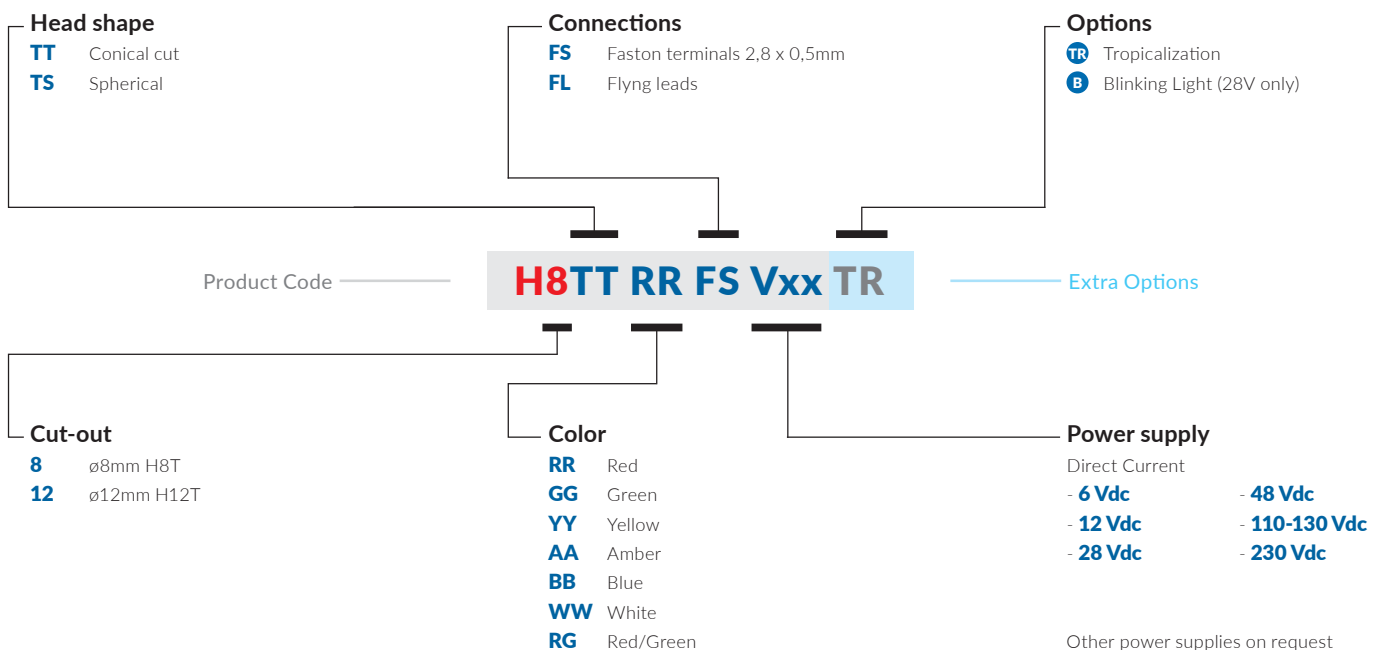 Head shape
TT Conical cut
TS Spherical
Connections
FS Faston terminals 2,8 x 0,5mm
FL Flyng leads
Options
TR Tropicalization
B Blinking Light (28V only)
Product Code
H8TT RR FS Vxx TR
Extra Options
Cut-out
8 ø8mm H8T
12 ø12mm H12T
Color
RR Red
GG Green
YY Yellow
AA Amber
BB Blue
WW White
RG Red/Green
Power supply
Direct Current
- 6 Vdc - 48 Vdc
- 12 Vdc - 110-130 Vdc
- 28 Vdc - 230 Vdc
Other power supplies on request